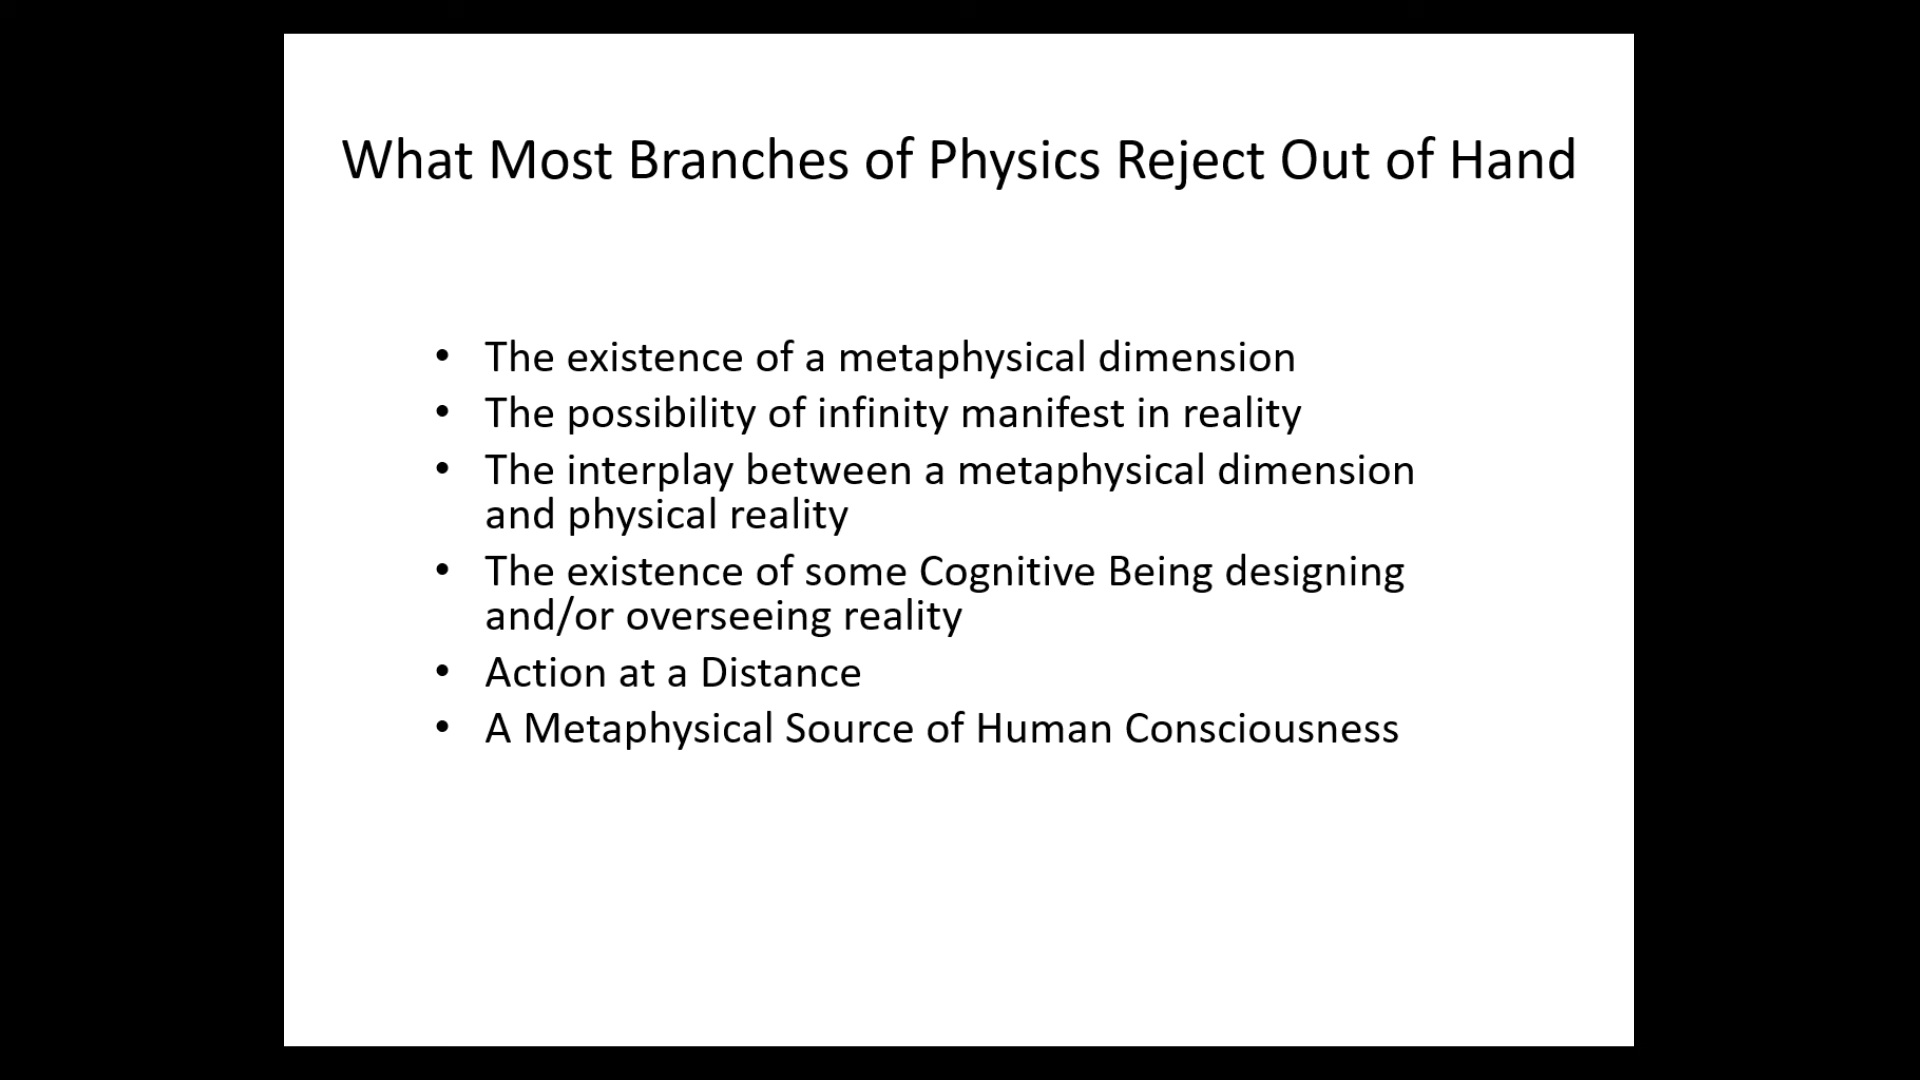 What Most Branches of Physics Reject Out of Hand
• The existence of a metaphysical dimension
• The possibility of infinity manifest in reality
• The interplay between a metaphysical dimension
and physical reality
• The existence of some Cognitive Being designing
and/or overseeing reality
• Action at a Distance
• A Metaphysical Source of Human Consciousness